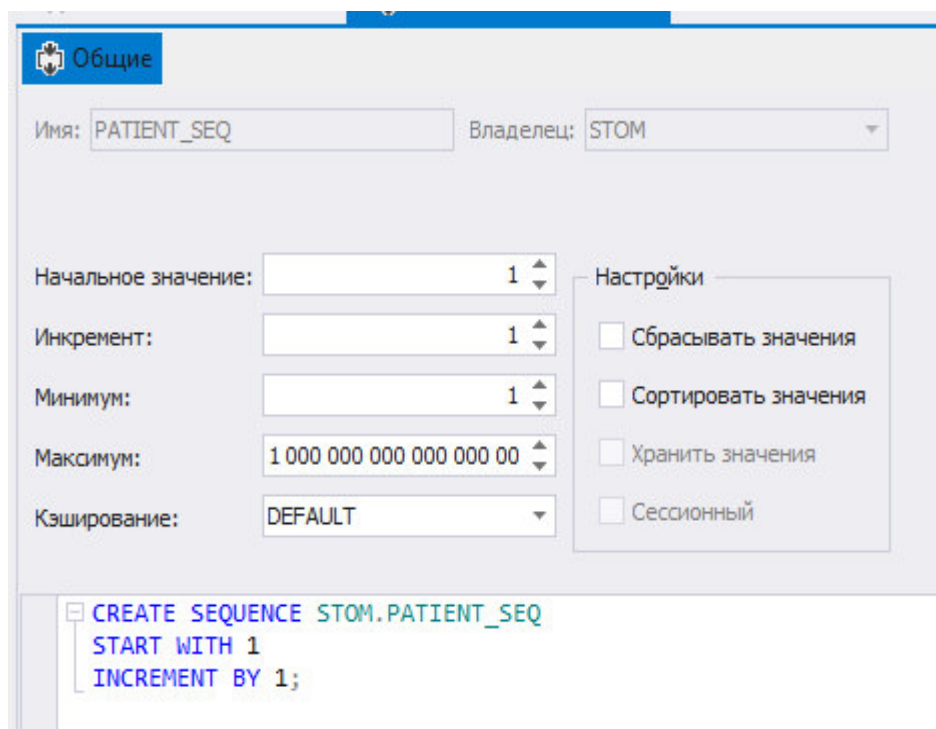 Общие
Имя: PATIENT_SEQ Владелец: STOM
Начальное значение: 1 Настройки
Инкремент: 1 Сбрасывать значения
Минимум: 1 Сортировать значения
Максимум: 1 000 000 000 000 000 00 Хранить значения
Кэширование: DEFAULT Сессионный
CREATE SEQUENCE STOM.PATIENT_SEQ
START WITH 1
INCREMENT BY 1;